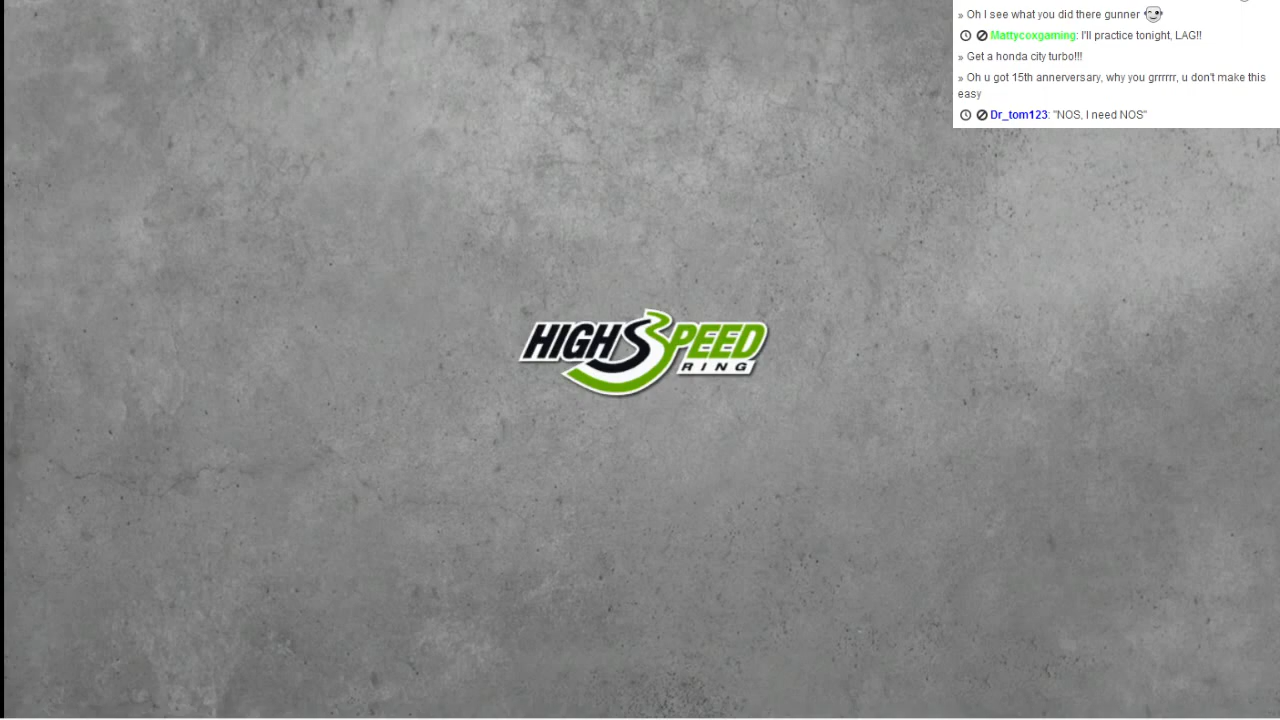 » Oh I see what you did there gunner
Mattycoxgaming: I'll practice tonight, LAG!!
» Get a honda city turbo!!!
» Oh u got 15th annerversary, why you grrrrrr, u don't make this
easy
Dr_tom123: "NOS, I need NOS"
HIGH SPEED
RING